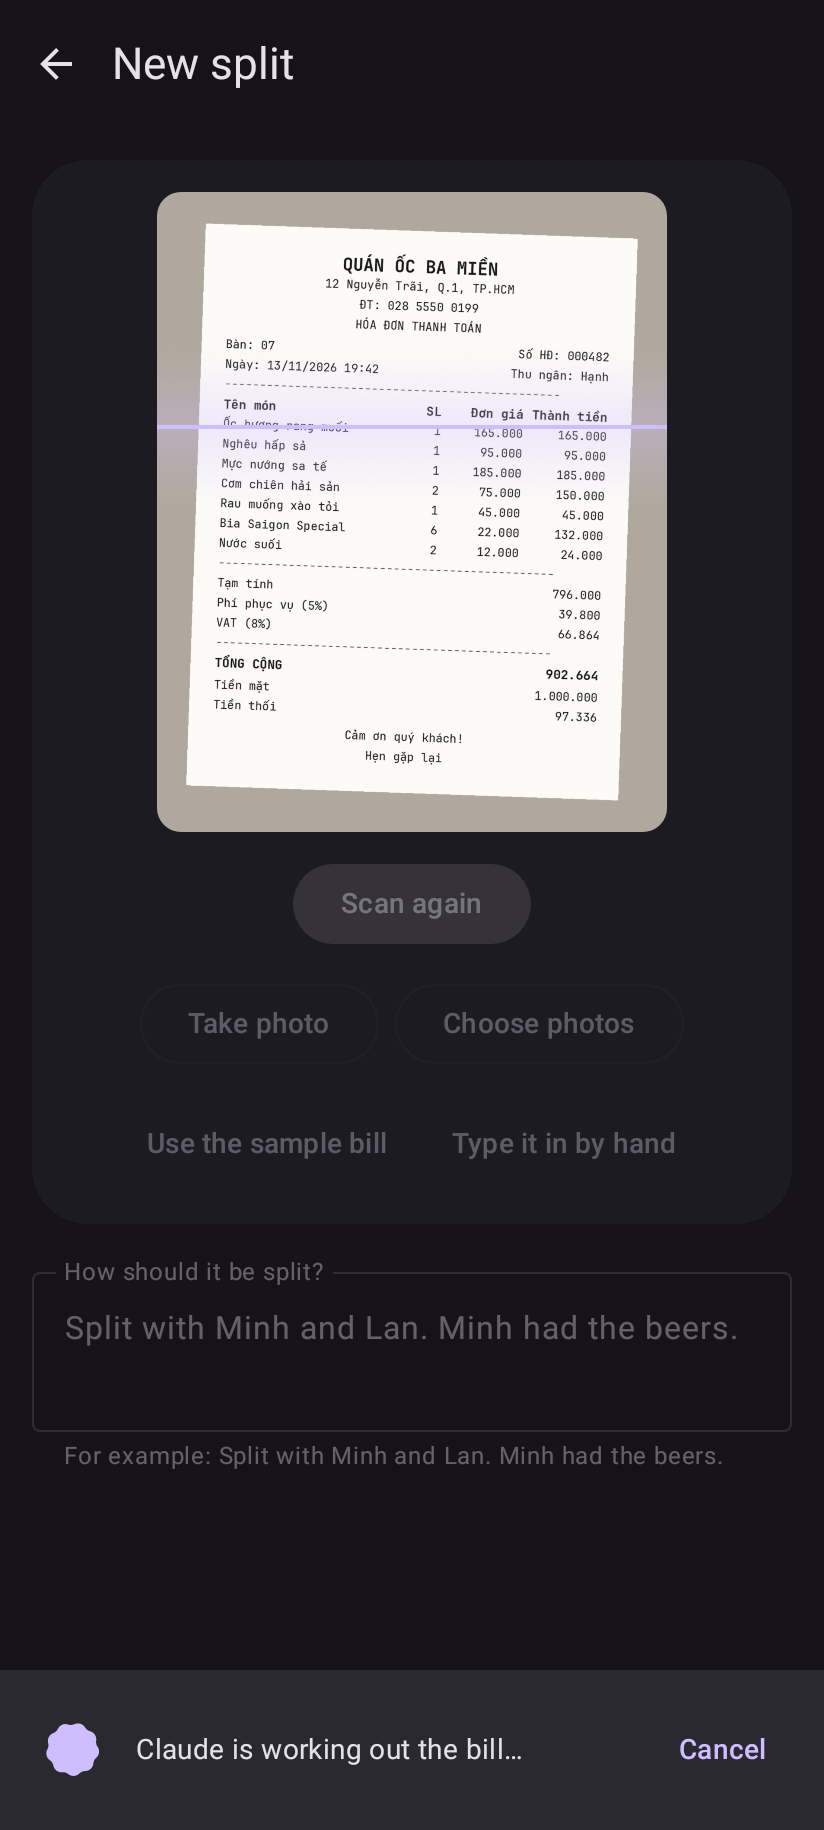 New split
QUÁN ỐC BA MIỀN
12 Nguyễn Trãi, Q.1, TP.HCM
ĐT: 028 5550 0199
HÓA ĐƠN THANH TOÁN
Bàn: 07 Số HĐ: 000482
Ngày: 13/11/2026 19:42 Thu ngân: Hạnh
Tên món SL Đơn giá Thành tiền
Ốc hương rang muối 1 165.000 165.000
Nghêu hấp sả 1 95.000 95.000
Mực nướng sa tế 1 185.000 185.000
Cơm chiên hải sản 2 75.000 150.000
Rau muống xào tỏi 1 45.000 45.000
Bia Saigon Special 6 22.000 132.000
Nước suối 2 12.000 24.000
Tạm tính 796.000
Phí phục vụ (5%) 39.800
VAT (8%) 66.864
TỔNG CỘNG 902.664
Tiền mặt 1.000.000
Tiền thối 97.336
Cảm ơn quý khách!
Hẹn gặp lại
Scan again
Take photo Choose photos
Use the sample bill Type it in by hand
How should it be split?
Split with Minh and Lan. Minh had the beers.
For example: Split with Minh and Lan. Minh had the beers.
Claude is working out the bill… Cancel